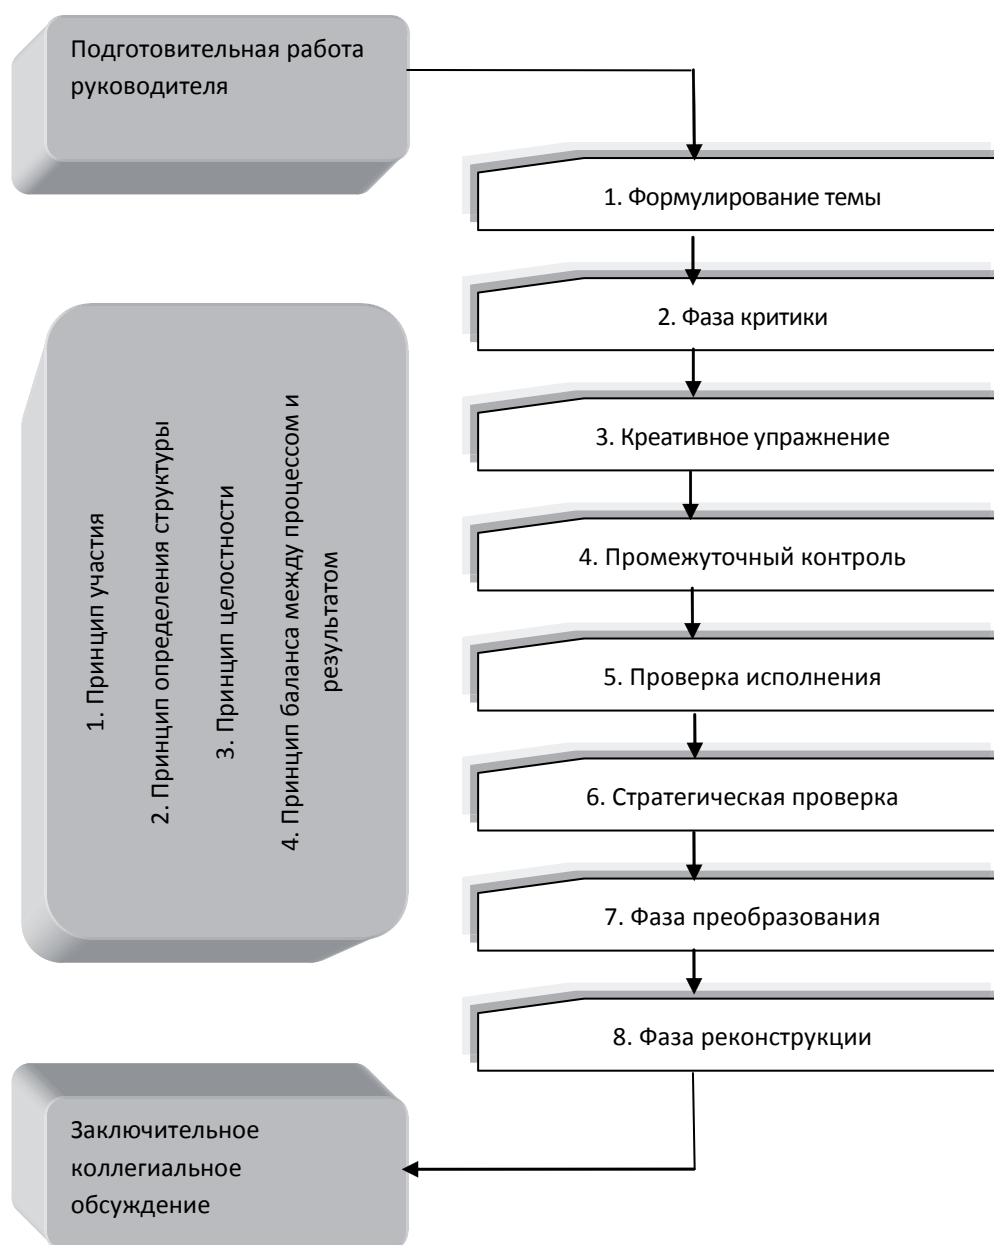 Подготовительная работа
руководителя
1. Формулирование темы
2. Фаза критики
3. Креативное упражнение
4. Промежуточный контроль
5. Проверка исполнения
6. Стратегическая проверка
7. Фаза преобразования
8. Фаза реконструкции
1. Принцип участия
2. Принцип определения структуры
3. Принцип целостности
4. Принцип баланса между процессом и
результатом
Заключительное
коллегиальное
обсуждение